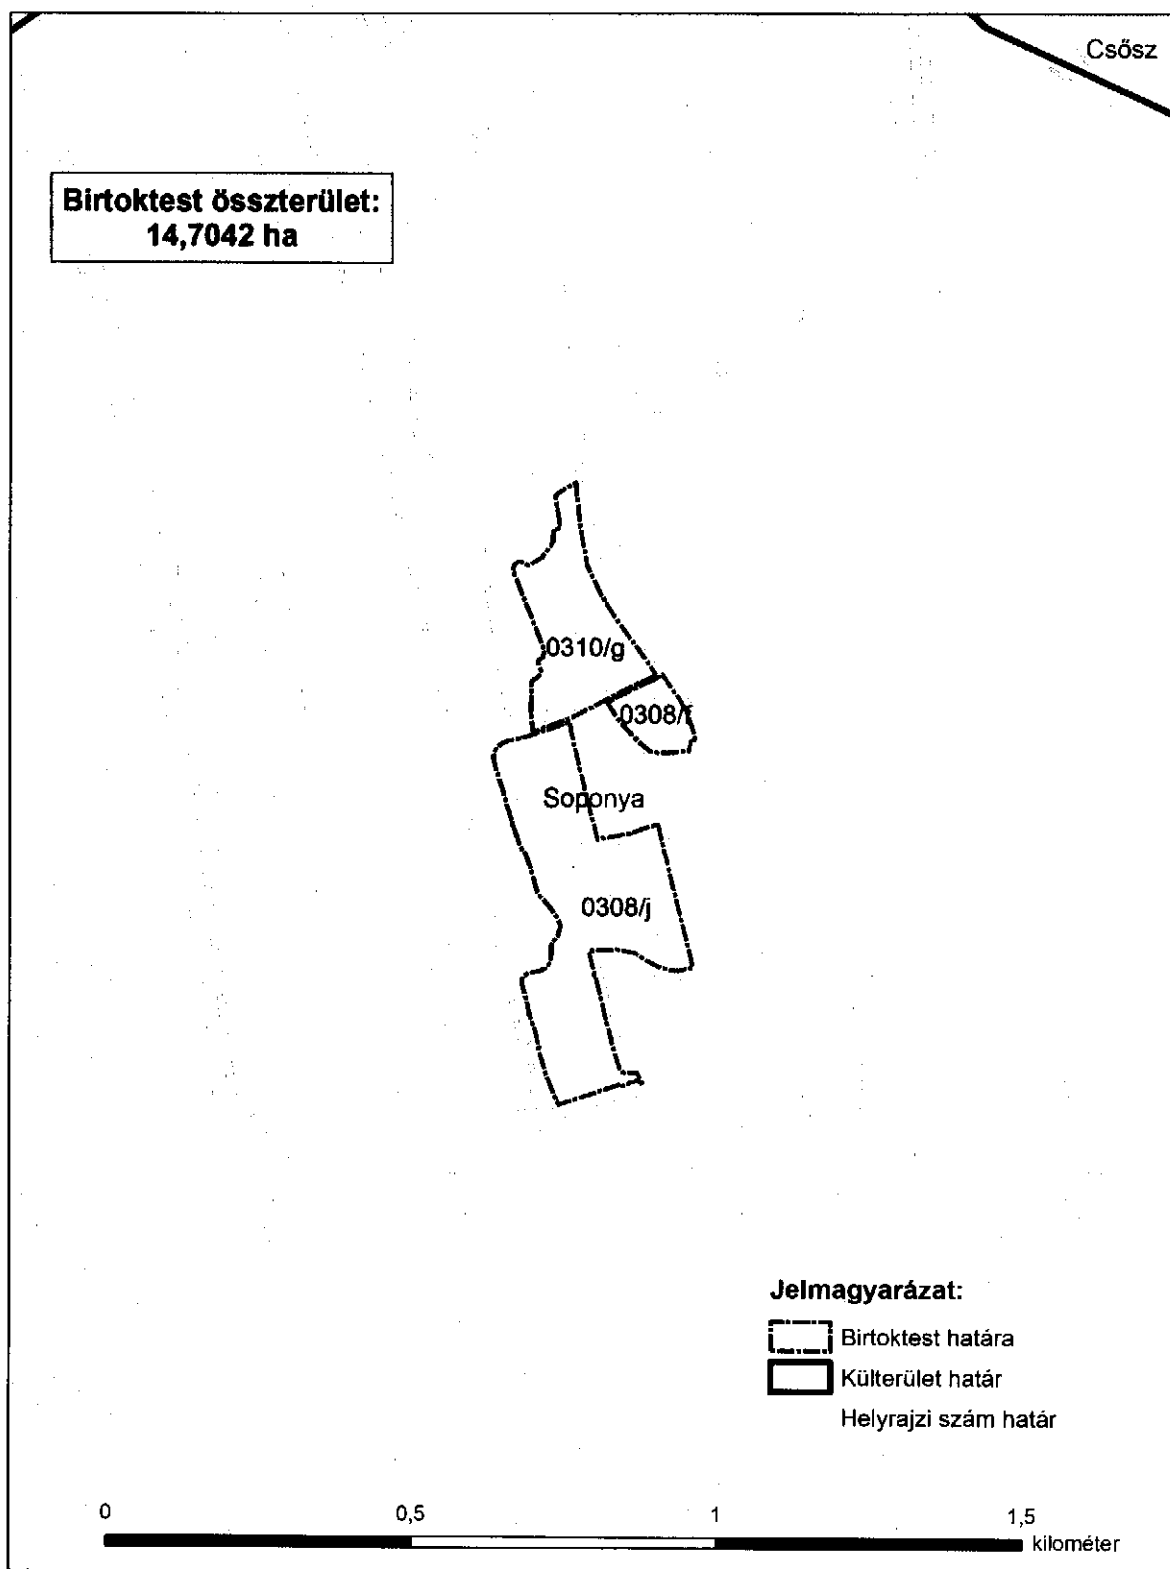 Csősz
Birtoktest összterület:
14,7042 ha
0310/g
0308/f
Soponya
0308/j
Jelmagyarázat:
Birtoktest határa
Külterület határ
Helyrajzi szám határ
0 0,5 1 1,5
kilométer